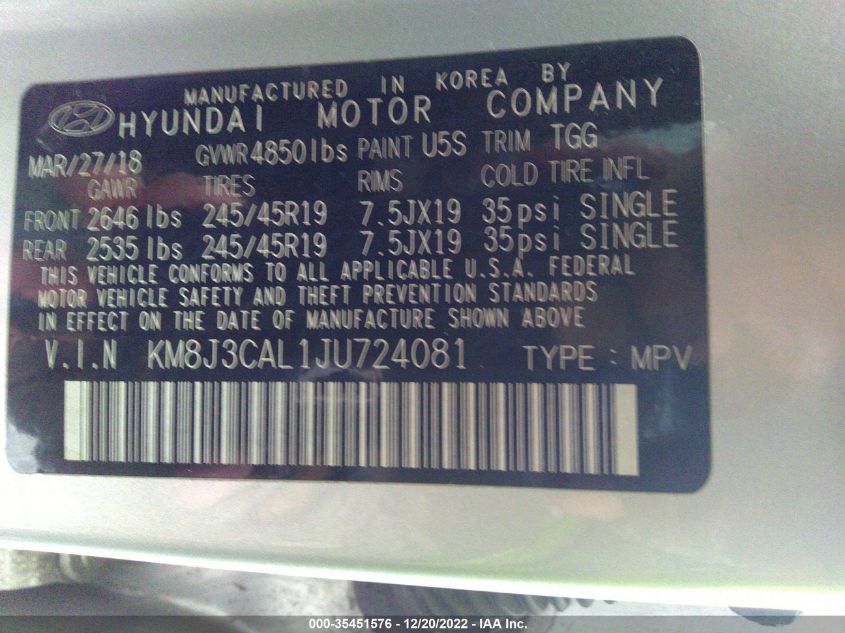 MANUFACTURED IN KOREA BY
HYUNDAI MOTOR COMPANY
MAR/27/18 GVWR 4850lbs PAINT U5S TRIM TGG
GAWR TIRES RIMS COLD TIRE INFL
FRONT 2646 lbs 245/45R19 7.5JX19 35psi SINGLE
REAR 2535 lbs 245/45R19 7.5JX19 35psi SINGLE
THIS VEHICLE CONFORMS TO ALL APPLICABLE U.S.A. FEDERAL
MOTOR VEHICLE SAFETY AND THEFT PREVENTION STANDARDS
IN EFFECT ON THE DATE OF MANUFACTURE SHOWN ABOVE
V.I.N KM8J3CAL1JU724081 TYPE: MPV
000-35451576 - 12/20/2022 - © IAA Inc.